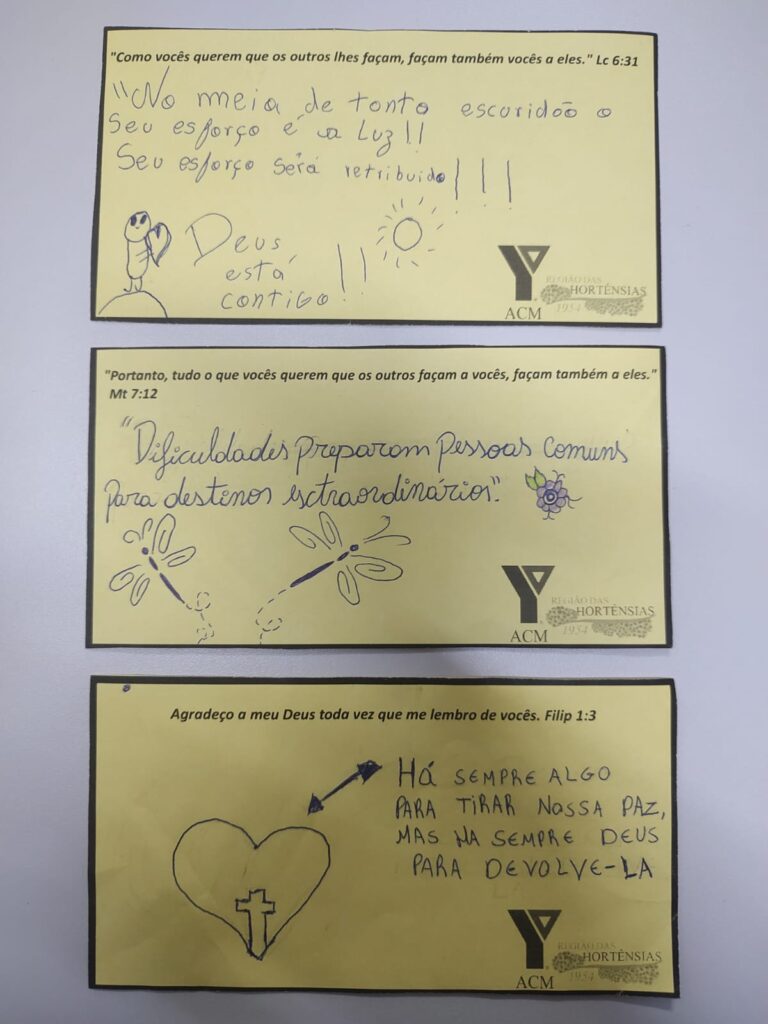 "Como vocês querem que os outros lhes façam, façam também vocês a eles." Lc 6:31
"No meia de tonto escuridão o
Seu esforço é a Luz!!
Seu esforço será retribuido!!!
Deus
está
contigo!!
Y
ACM
REGIÃO DAS
HORTÊNSIAS
1954
"Portanto, tudo o que vocês querem que os outros façam a vocês, façam também a eles."
Mt 7:12
"Dificuldades preparam pessoas comuns
para destinos esctraordinários".
Y
ACM
REGIÃO DAS
HORTÊNSIAS
1954
Agradeço a meu Deus toda vez que me lembro de vocês. Filip 1:3
HÁ SEMPRE ALGO
PARA TIRAR NOSSA PAZ,
MAS HA SEMPRE DEUS
PARA DEVOLVE-LA
Y
ACM
REGIÃO DAS
HORTÊNSIAS
1954